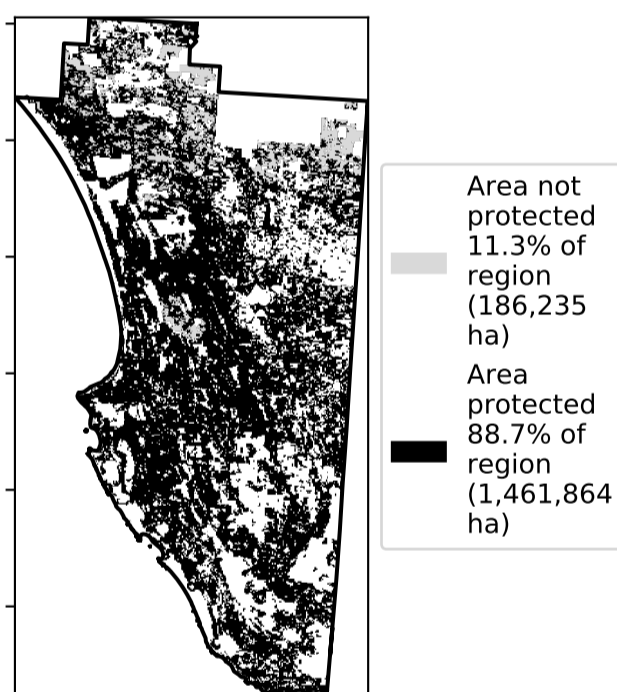 Area not
protected
11.3% of
region
(186,235
ha)
Area
protected
88.7% of
region
(1,461,864
ha)